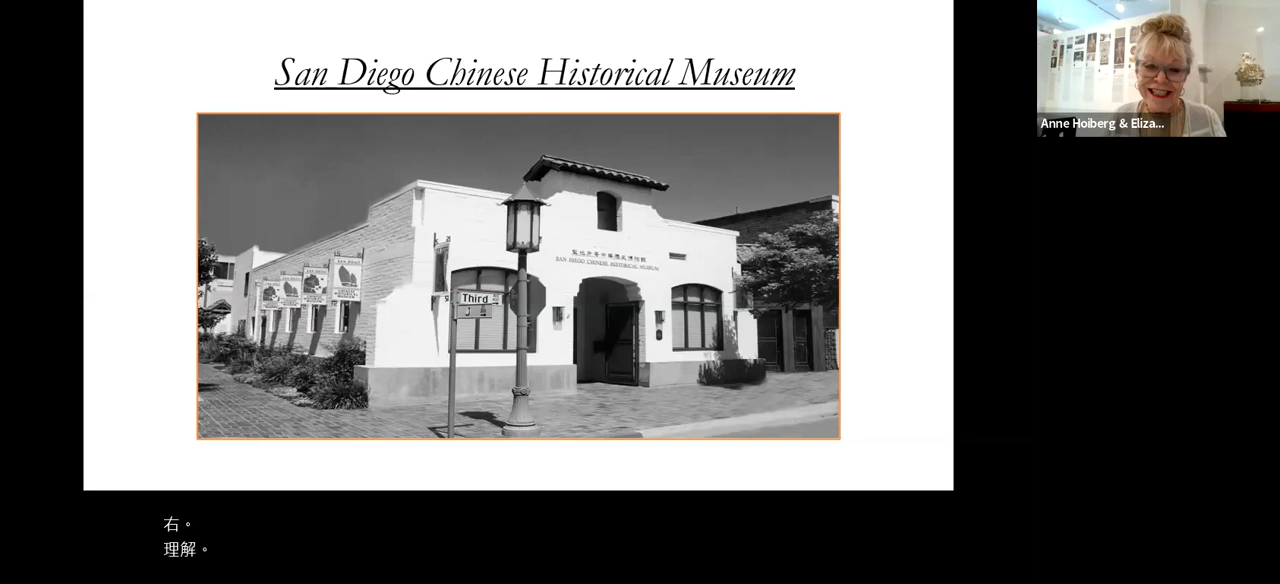 San Diego Chinese Historical Museum
Anne Hoiberg & Eliza...
SAN DIEGO CHINESE HISTORICAL MUSEUM
Third
J
右。
理解。